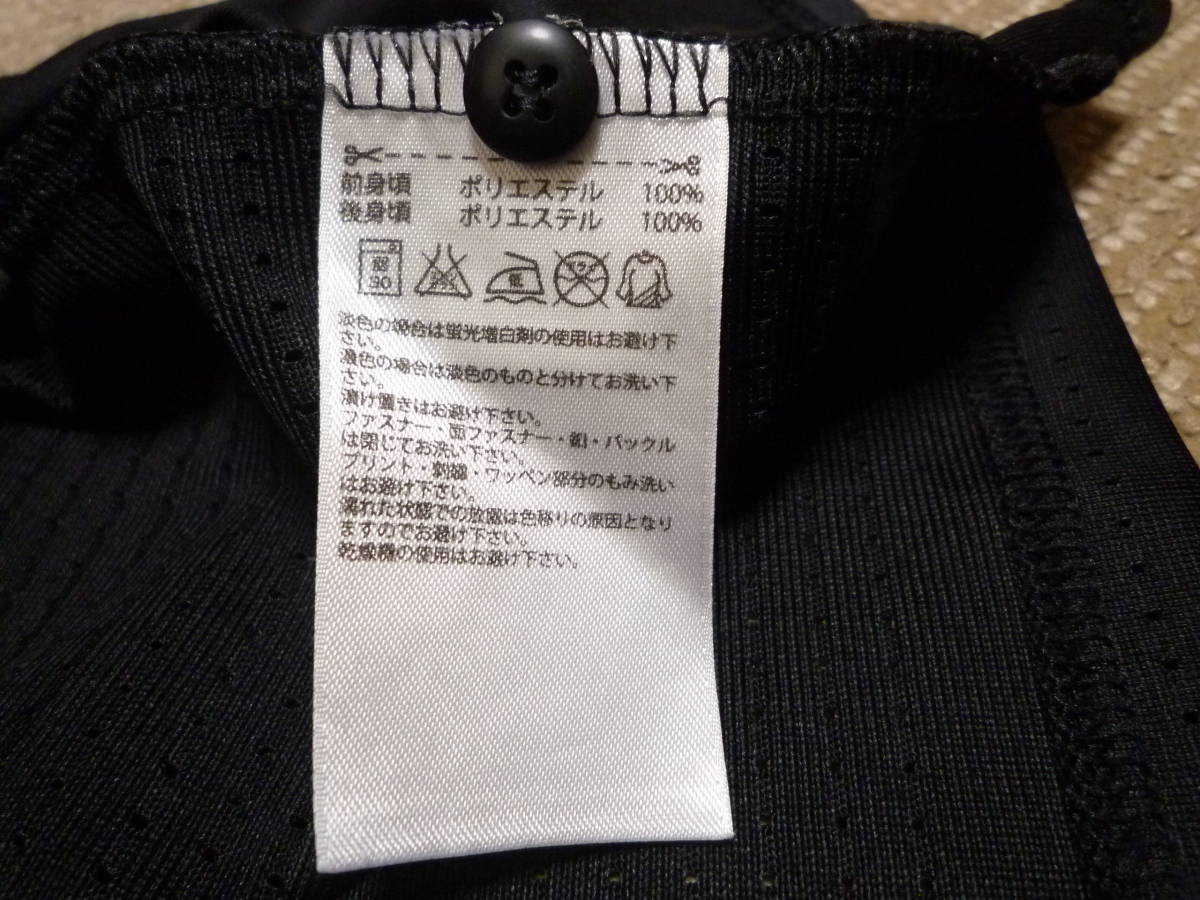 前身頃 ポリエステル 100%
後身頃 ポリエステル 100%
弱
30
低
淡色の場合は蛍光増白剤の使用はお避け下
さい。
濃色の場合は淡色のものと分けてお洗い下
さい。
漬け置きはお避け下さい。
ファスナー・面ファスナー・釦・バックル
は閉じてお洗い下さい。
プリント・刺繍・ワッペン部分のもみ洗い
はお避け下さい。
濡れた状態での放置は色移りの原因となり
ますのでお避け下さい。
乾燥機の使用はお避け下さい。